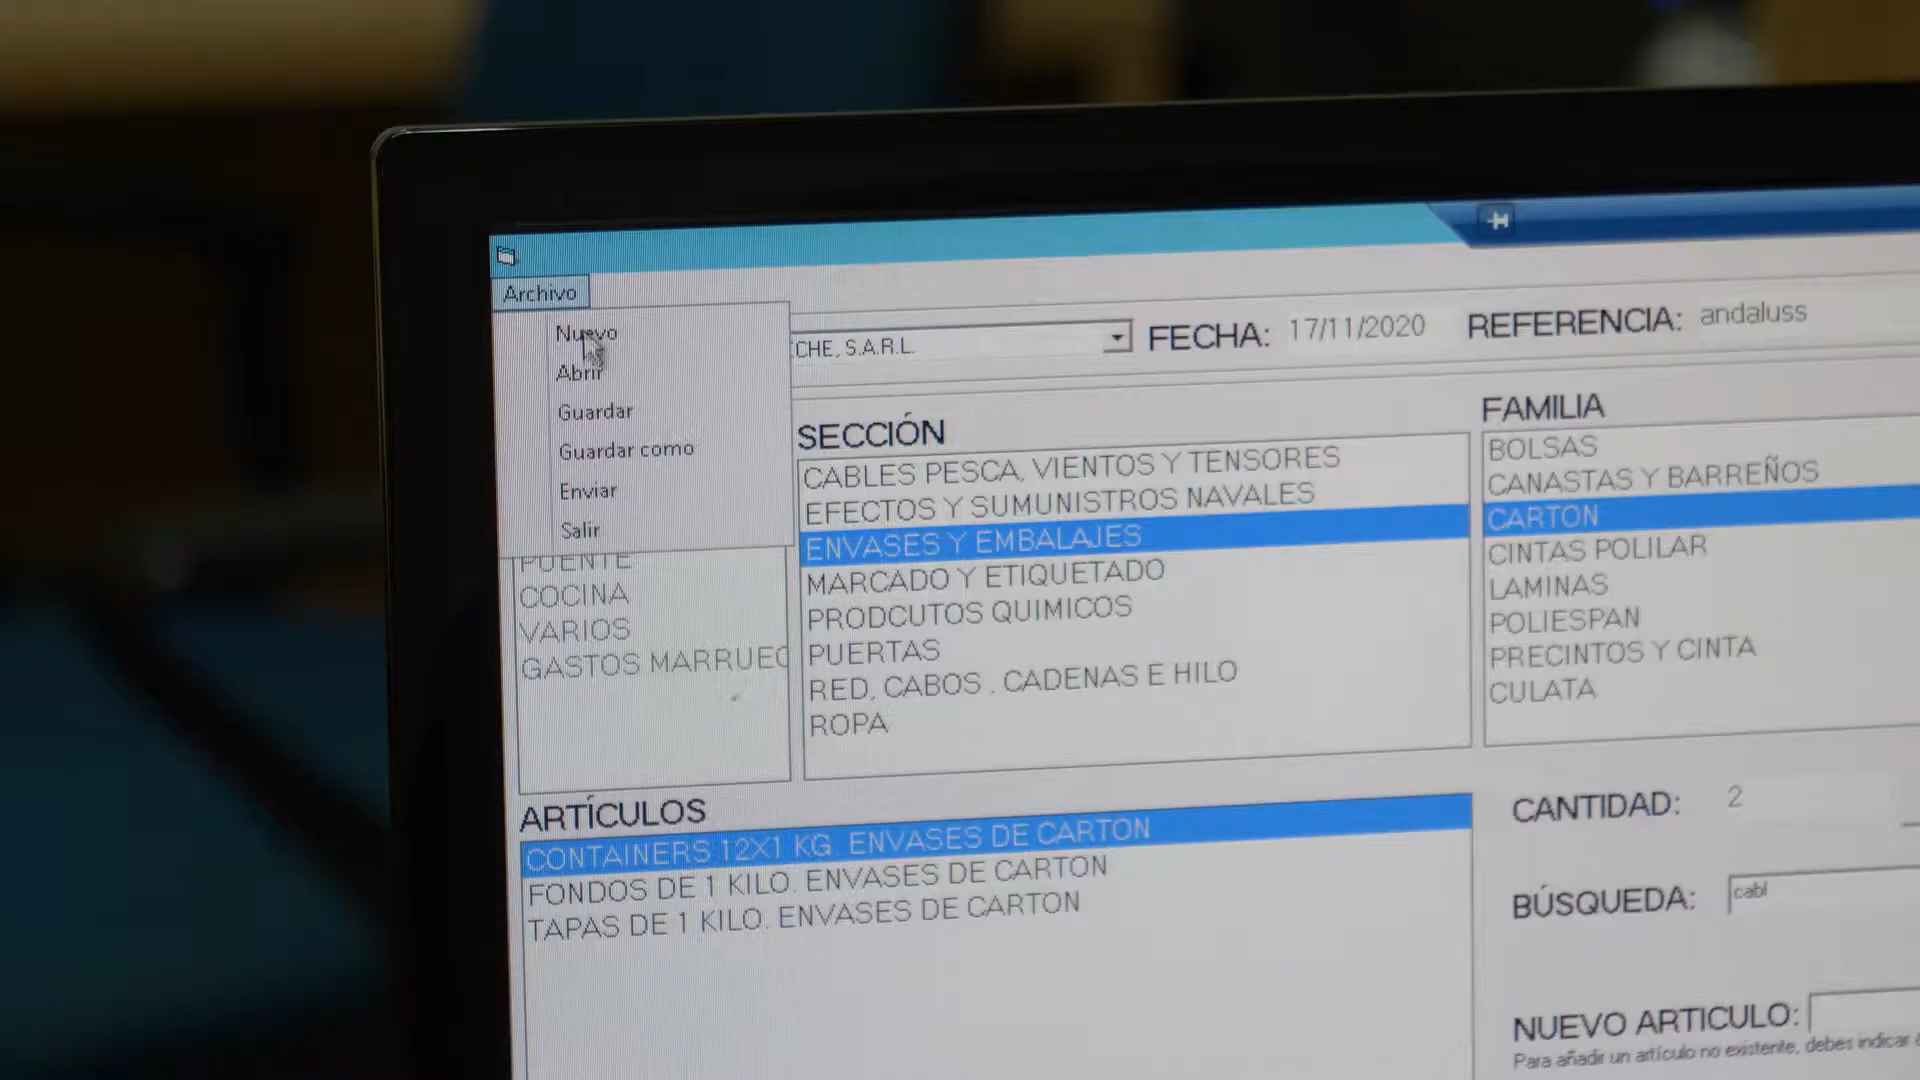 Archivo
Nuevo
Abrir
Guardar
Guardar como
Enviar
Salir
CHE, S.A.R.L.
FECHA: 17/11/2020
REFERENCIA: andaluss
PUENTE
COCINA
VARIOS
GASTOS MARRUEC
SECCIÓN
CABLES PESCA, VIENTOS Y TENSORES
EFECTOS Y SUMUNISTROS NAVALES
ENVASES Y EMBALAJES
MARCADO Y ETIQUETADO
PRODCUTOS QUIMICOS
PUERTAS
RED, CABOS . CADENAS E HILO
ROPA
FAMILIA
BOLSAS
CANASTAS Y BARREÑOS
CARTON
CINTAS POLILAR
LAMINAS
POLIESPAN
PRECINTOS Y CINTA
CULATA
ARTÍCULOS
CONTAINERS 12X1 KG. ENVASES DE CARTON
FONDOS DE 1 KILO. ENVASES DE CARTON
TAPAS DE 1 KILO. ENVASES DE CARTON
CANTIDAD: 2
BÚSQUEDA: cabl
NUEVO ARTICULO:
Para añadir un artículo no existente, debes indicar